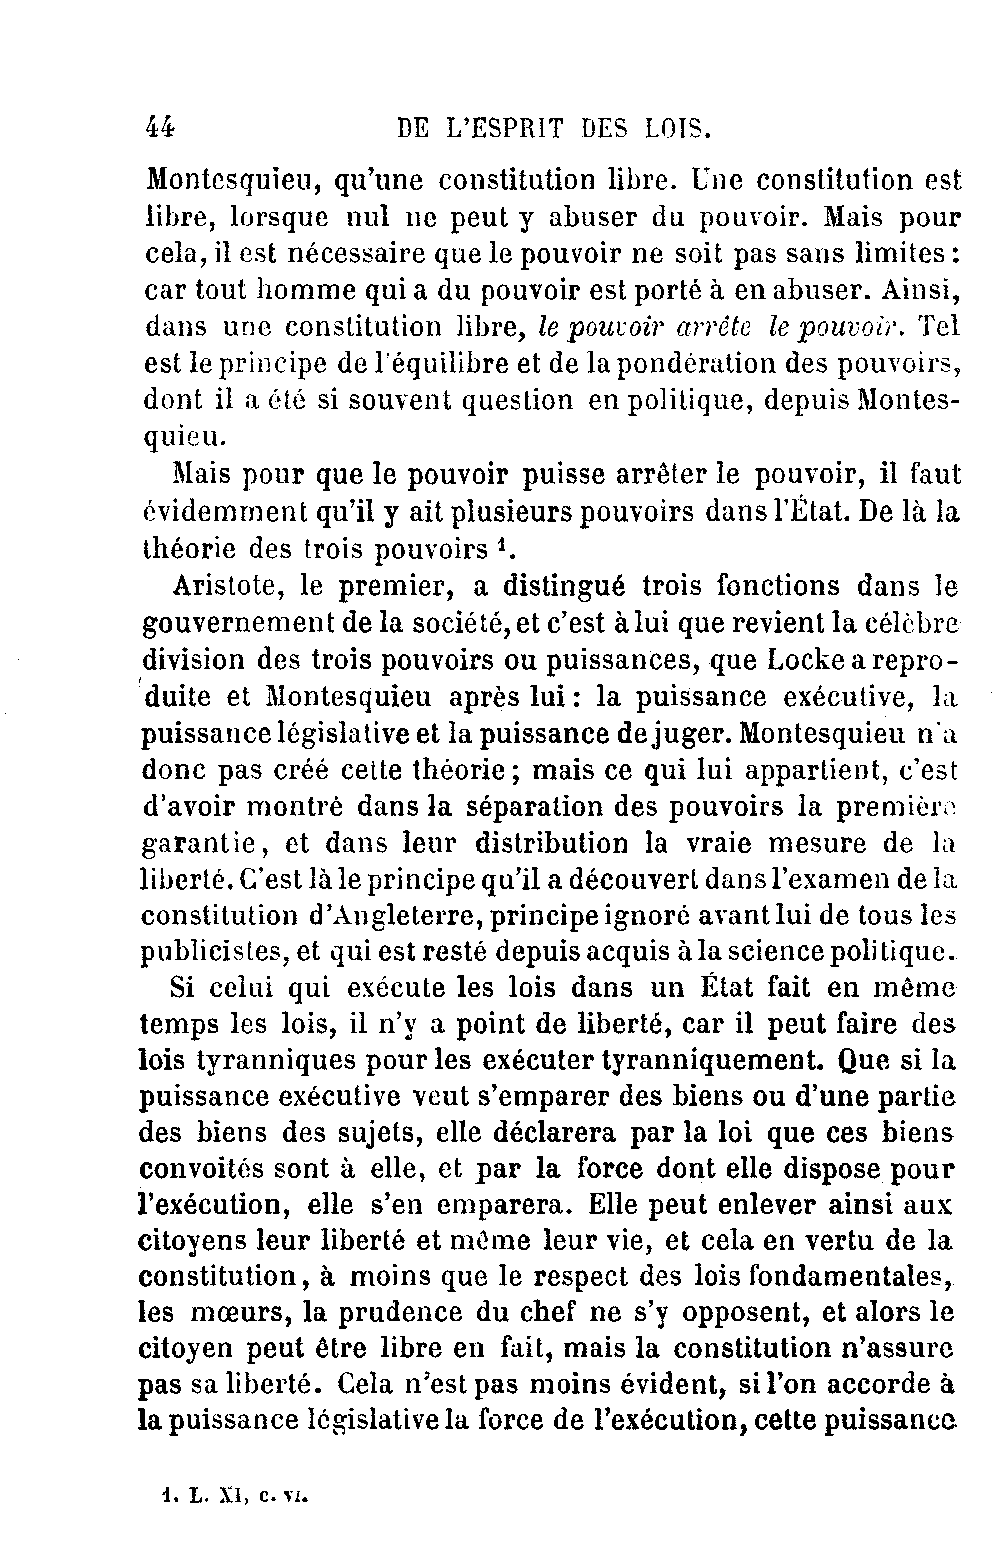 44 DE L'ESPRIT DES LOIS.
Montesquieu, qu'une constitution libre. Une constitution est
libre, lorsque nul ne peut y abuser du pouvoir. Mais pour
cela, il est nécessaire que le pouvoir ne soit pas sans limites :
car tout homme qui a du pouvoir est porté à en abuser. Ainsi,
dans une constitution libre, le pouvoir arrête le pouvoir. Tel
est le principe de l'équilibre et de la pondération des pouvoirs,
dont il a été si souvent question en politique, depuis Montes-
quieu.
Mais pour que le pouvoir puisse arrêter le pouvoir, il faut
évidemment qu'il y ait plusieurs pouvoirs dans l'État. De là la
théorie des trois pouvoirs 1.
Aristote, le premier, a distingué trois fonctions dans le
gouvernement de la société, et c'est à lui que revient la célèbre
division des trois pouvoirs ou puissances, que Locke a repro-
duite et Montesquieu après lui : la puissance exécutive, la
puissance législative et la puissance de juger. Montesquieu n'a
donc pas créé cette théorie ; mais ce qui lui appartient, c'est
d'avoir montré dans la séparation des pouvoirs la première
garantie, et dans leur distribution la vraie mesure de la
liberté. C'est là le principe qu'il a découvert dans l'examen de la
constitution d'Angleterre, principe ignoré avant lui de tous les
publicistes, et qui est resté depuis acquis à la science politique.
Si celui qui exécute les lois dans un État fait en même
temps les lois, il n'y a point de liberté, car il peut faire des
lois tyranniques pour les exécuter tyranniquement. Que si la
puissance exécutive veut s'emparer des biens ou d'une partie
des biens des sujets, elle déclarera par la loi que ces biens
convoités sont à elle, et par la force dont elle dispose pour
l'exécution, elle s'en emparera. Elle peut enlever ainsi aux
citoyens leur liberté et même leur vie, et cela en vertu de la
constitution, à moins que le respect des lois fondamentales,
les mœurs, la prudence du chef ne s'y opposent, et alors le
citoyen peut être libre en fait, mais la constitution n'assure
pas sa liberté. Cela n'est pas moins évident, si l'on accorde à
la puissance législative la force de l'exécution, cette puissance
1. L. XI, c. VI.